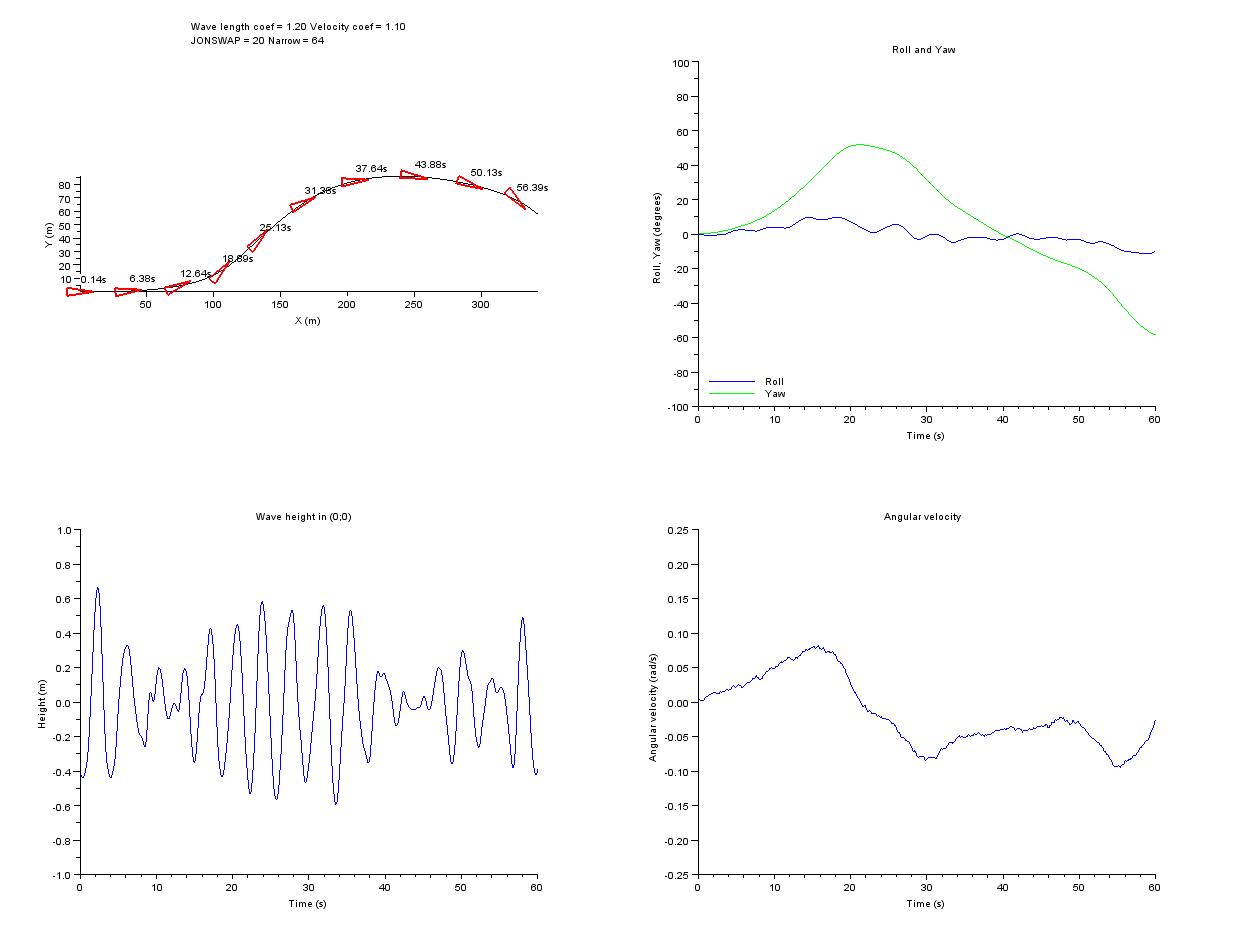 Wave length coef = 1.20 Velocity coef = 1.10
JONSWAP = 20 Narrow = 64
80
70
60
50
40
30
20
10
Y (m)
0.14s
6.38s
12.64s
18.89s
25.13s
31.38s
37.64s
43.88s
50.13s
56.39s
50
100
150
200
250
300
X (m)
Roll and Yaw
100
80
60
40
20
0
-20
-40
-60
-80
-100
Roll, Yaw (degrees)
Roll
Yaw
0
10
20
30
40
50
60
Time (s)
Wave height in (0;0)
1.0
0.8
0.6
0.4
0.2
0.0
-0.2
-0.4
-0.6
-0.8
-1.0
Height (m)
0
10
20
30
40
50
60
Time (s)
Angular velocity
0.25
0.20
0.15
0.10
0.05
0.00
-0.05
-0.10
-0.15
-0.20
-0.25
Angular velocity (rad/s)
0
10
20
30
40
50
60
Time (s)